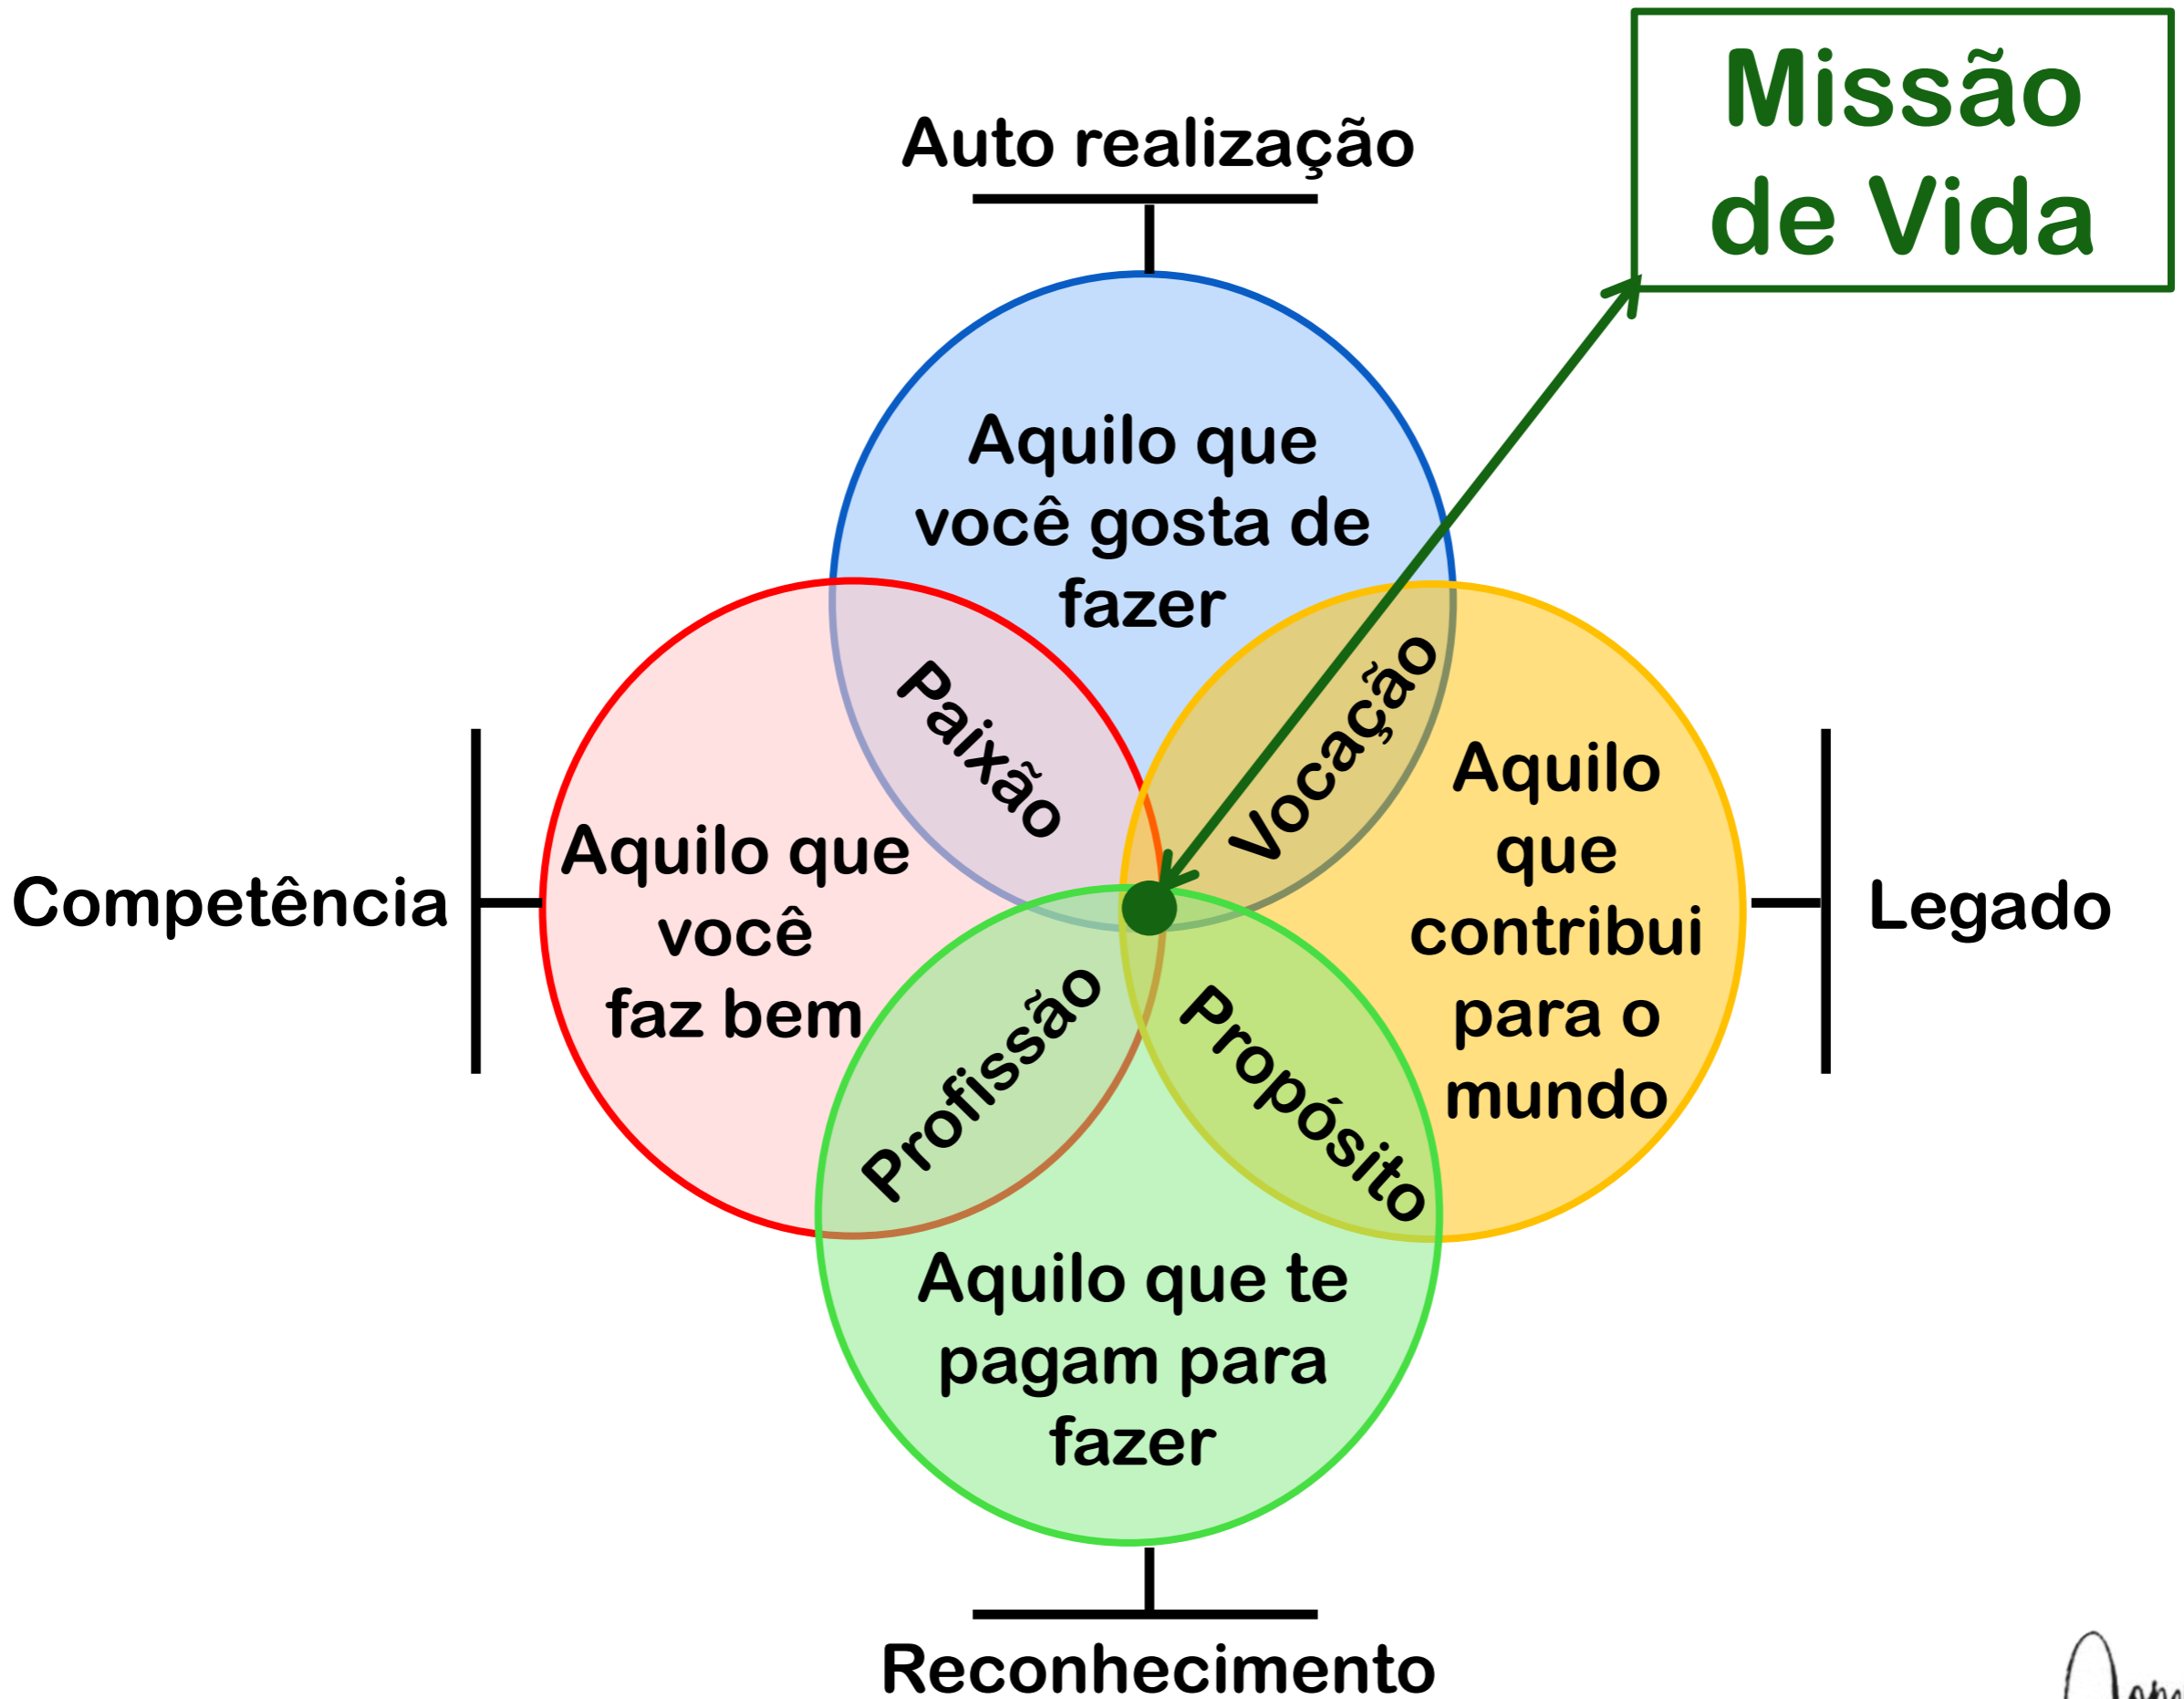 Missão
de Vida
Auto realização
Aquilo que
você gosta de
fazer
Paixão
Vocação
Aquilo que
você
faz bem
Competência
Aquilo
que
contribui
para o
mundo
Legado
Profissão
Propósito
Aquilo que te
pagam para
fazer
Reconhecimento